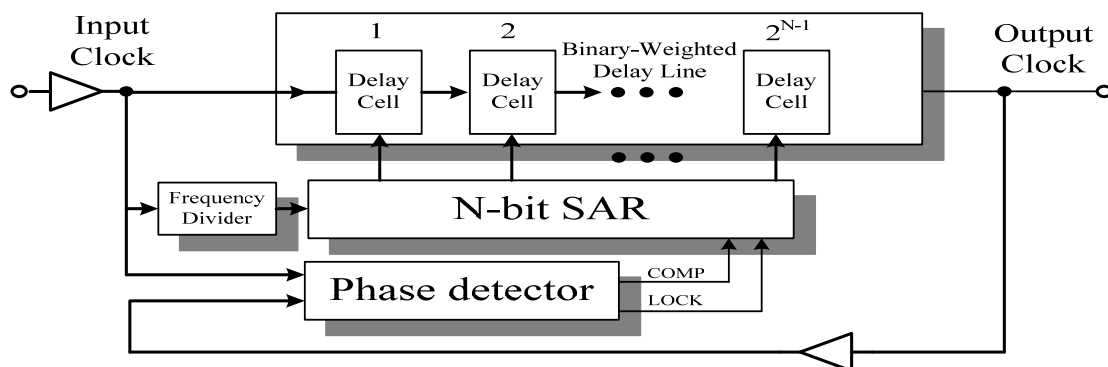 Input
Clock
1
2
2^{N-1}
Binary-Weighted
Delay Line
Output
Clock
Delay
Cell
Delay
Cell
Delay
Cell
Frequency
Divider
N-bit SAR
COMP
Phase detector
LOCK